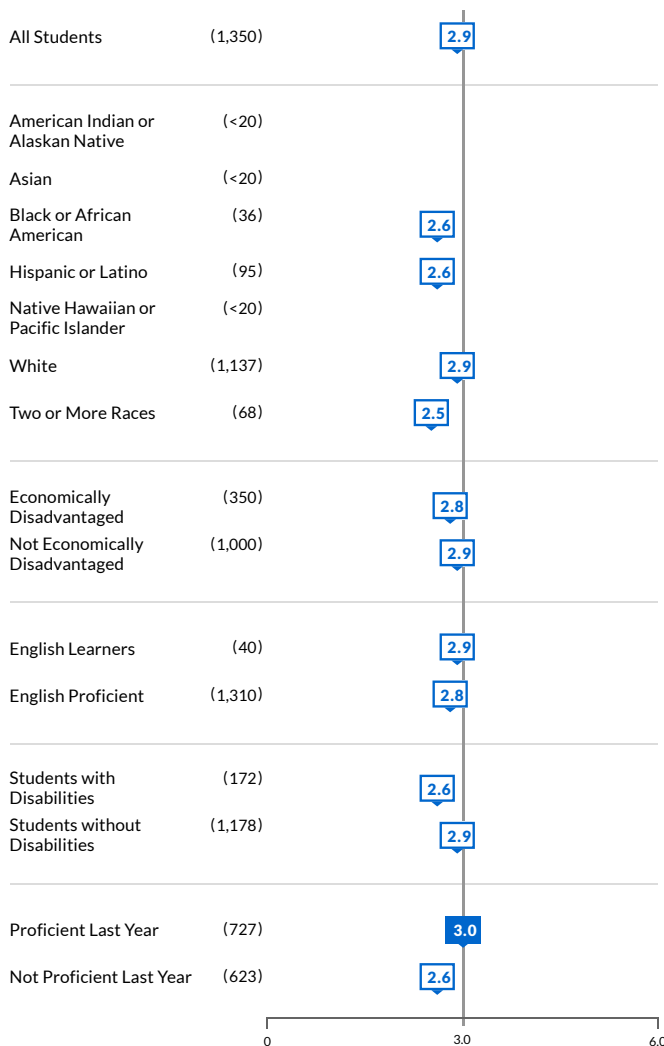 All Students (1,350) 2.9
American Indian or (<20)
Alaskan Native
Asian (<20)
Black or African (36) 2.6
American
Hispanic or Latino (95) 2.6
Native Hawaiian or (<20)
Pacific Islander
White (1,137) 2.9
Two or More Races (68) 2.5
Economically (350) 2.8
Disadvantaged
Not Economically (1,000) 2.9
Disadvantaged
English Learners (40) 2.9
English Proficient (1,310) 2.8
Students with (172) 2.6
Disabilities
Students without (1,178) 2.9
Disabilities
Proficient Last Year (727) 3.0
Not Proficient Last Year (623) 2.6
0 3.0 6.0